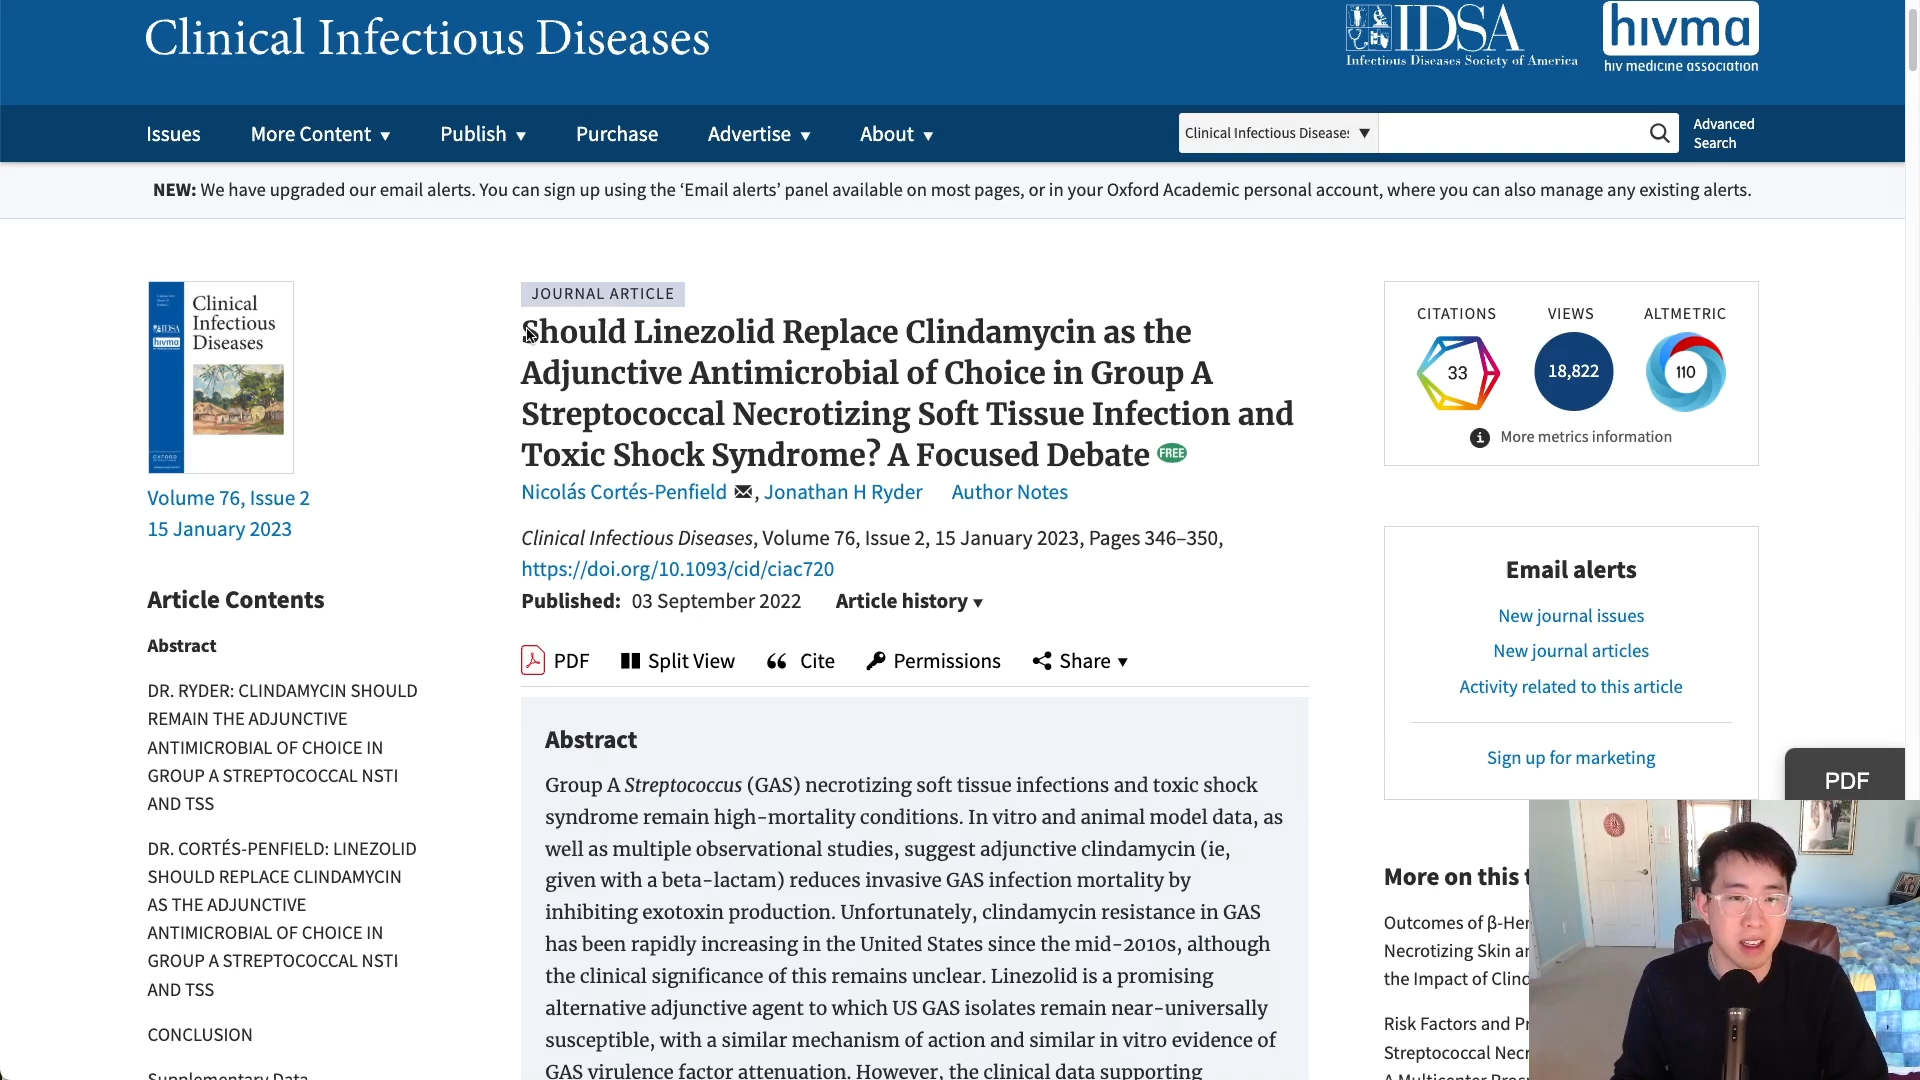 Clinical Infectious Diseases
IDSA
Infectious Diseases Society of America
hivma
hiv medicine association
Issues
More Content ▼
Publish ▼
Purchase
Advertise ▼
About ▼
Clinical Infectious Diseases ▼
Advanced
Search
NEW: We have upgraded our email alerts. You can sign up using the ‘Email alerts’ panel available on most pages, or in your Oxford Academic personal account, where you can also manage any existing alerts.
Clinical
Infectious
Diseases
IDSA
hivma
OXFORD
Volume 76, Issue 2
15 January 2023
Article Contents
Abstract
DR. RYDER: CLINDAMYCIN SHOULD
REMAIN THE ADJUNCTIVE
ANTIMICROBIAL OF CHOICE IN
GROUP A STREPTOCOCCAL NSTI
AND TSS
DR. CORTÉS-PENFIELD: LINEZOLID
SHOULD REPLACE CLINDAMYCIN
AS THE ADJUNCTIVE
ANTIMICROBIAL OF CHOICE IN
GROUP A STREPTOCOCCAL NSTI
AND TSS
CONCLUSION
Supplementary Data
JOURNAL ARTICLE
Should Linezolid Replace Clindamycin as the
Adjunctive Antimicrobial of Choice in Group A
Streptococcal Necrotizing Soft Tissue Infection and
Toxic Shock Syndrome? A Focused Debate FREE
Nicolás Cortés-Penfield, Jonathan H Ryder Author Notes
Clinical Infectious Diseases, Volume 76, Issue 2, 15 January 2023, Pages 346–350,
https://doi.org/10.1093/cid/ciac720
Published: 03 September 2022 Article history ▼
PDF
Split View
Cite
Permissions
Share ▼
Abstract
Group A Streptococcus (GAS) necrotizing soft tissue infections and toxic shock
syndrome remain high-mortality conditions. In vitro and animal model data, as
well as multiple observational studies, suggest adjunctive clindamycin (ie,
given with a beta-lactam) reduces invasive GAS infection mortality by
inhibiting exotoxin production. Unfortunately, clindamycin resistance in GAS
has been rapidly increasing in the United States since the mid-2010s, although
the clinical significance of this remains unclear. Linezolid is a promising
alternative adjunctive agent to which US GAS isolates remain near-universally
susceptible, with a similar mechanism of action and similar in vitro evidence of
GAS virulence factor attenuation. However, the clinical data supporting
CITATIONS
VIEWS
ALTMETRIC
33
18,822
110
More metrics information
Email alerts
New journal issues
New journal articles
Activity related to this article
Sign up for marketing
PDF
More on this
Outcomes of β-He
Necrotizing Skin a
the Impact of Clin
Risk Factors and P
Streptococcal Nec